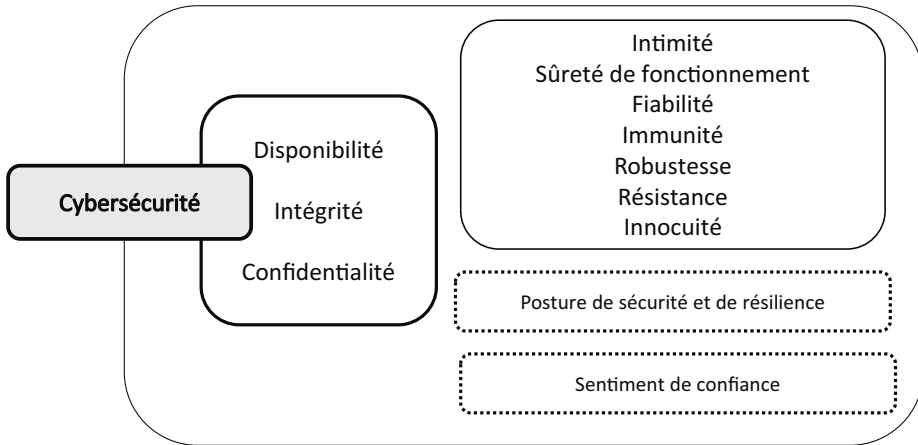 Cybersécurité
Disponibilité
Intégrité
Confidentialité
Intimité
Sûreté de fonctionnement
Fiabilité
Immunité
Robustesse
Résistance
Innocuité
Posture de sécurité et de résilience
Sentiment de confiance